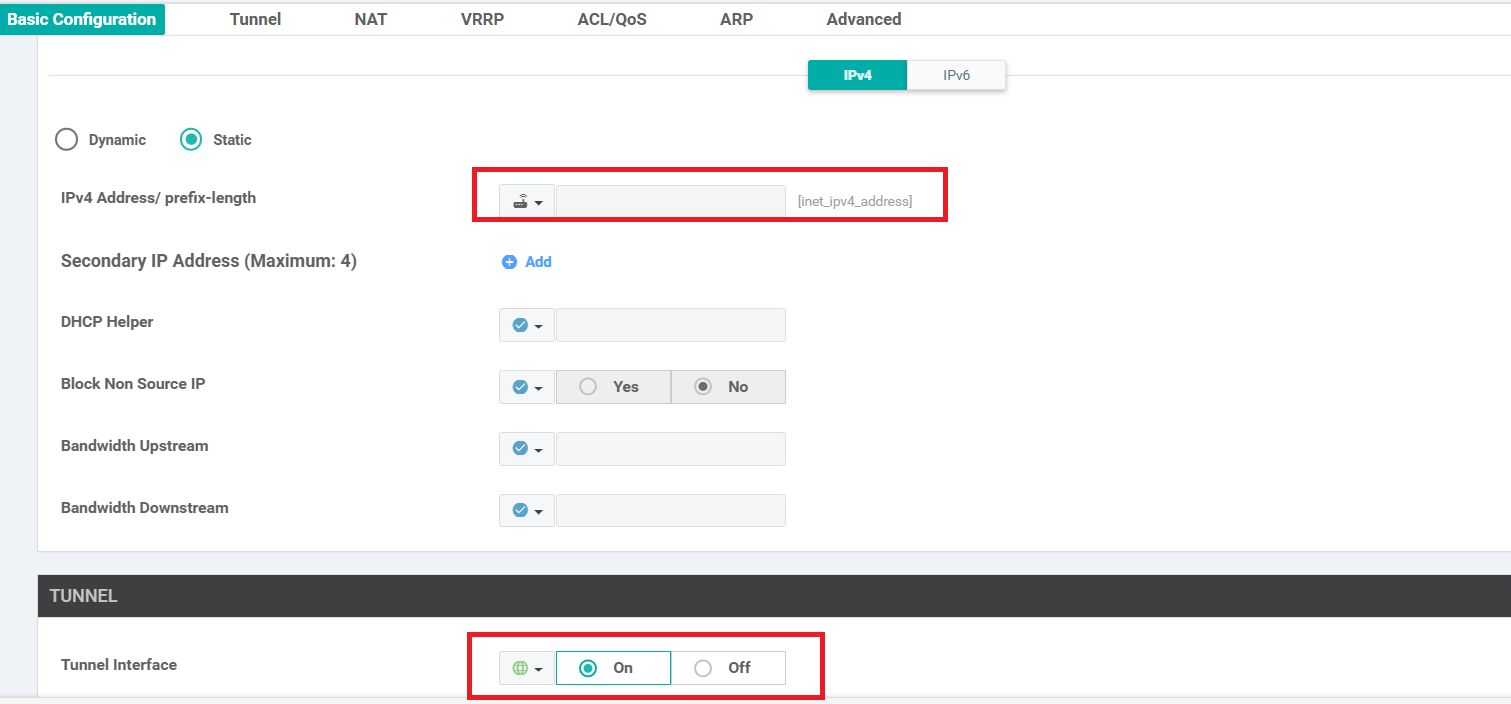 Basic Configuration Tunnel NAT VRRP ACL/QoS ARP Advanced
IPv4 IPv6
Dynamic Static
IPv4 Address/ prefix-length [inet_ipv4_address]
Secondary IP Address (Maximum: 4) Add
DHCP Helper
Block Non Source IP Yes No
Bandwidth Upstream
Bandwidth Downstream
TUNNEL
Tunnel Interface On Off